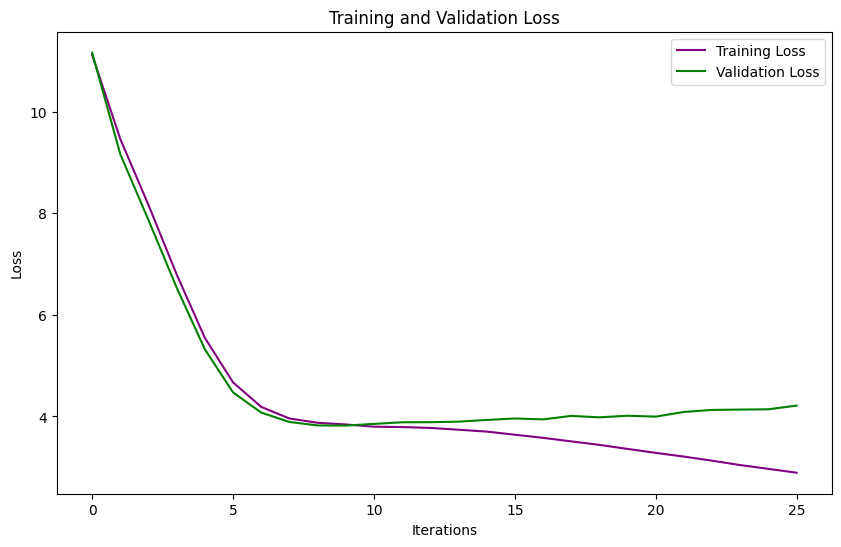 Training and Validation Loss
Training Loss
Validation Loss
Loss
10
8
6
4
0 5 10 15 20 25
Iterations